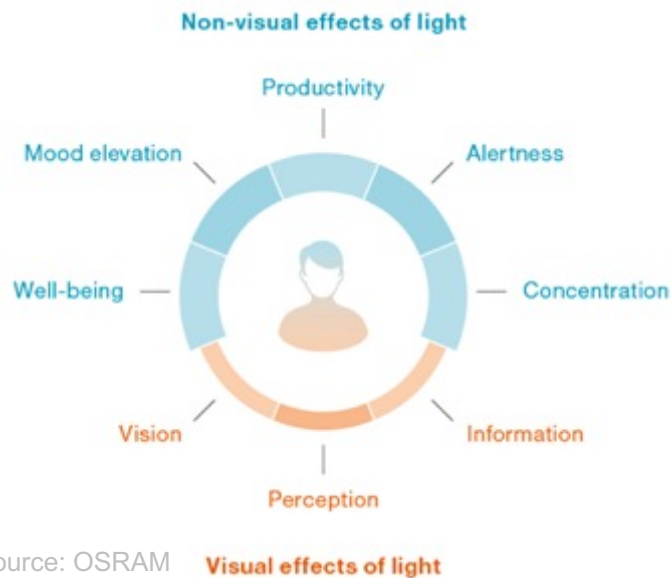 Non-visual effects of light
Productivity
Mood elevation
Alertness
Well-being
Concentration
Vision
Information
Perception
ource: OSRAM
Visual effects of light